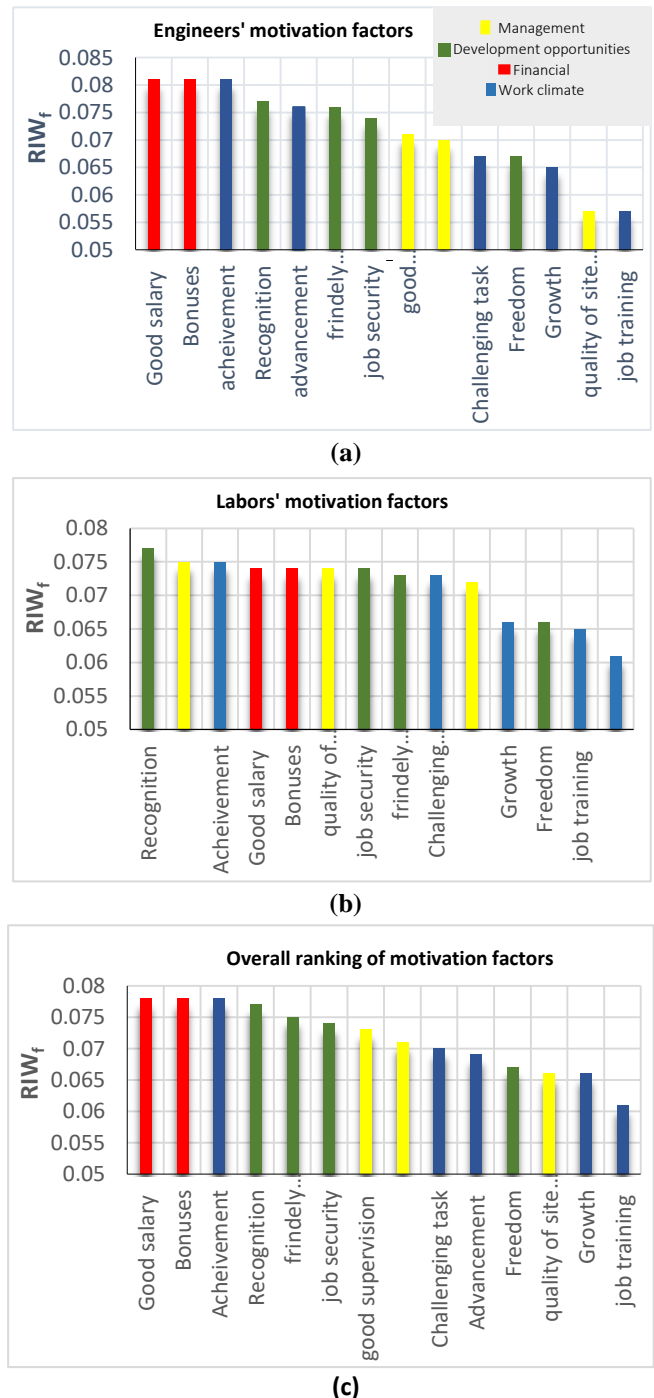 Engineers' motivation factors
Management
Development opportunities
Financial
Work climate
RIWf
0.085
0.08
0.075
0.07
0.065
0.06
0.055
0.05
Good salary
Bonuses
acheivement
Recognition
advancement
frindely...
job security
good...
Challenging task
Freedom
Growth
quality of site...
job training
(a)
Labors' motivation factors
RIWf
0.08
0.075
0.07
0.065
0.06
0.055
0.05
Recognition
Acheivement
Good salary
Bonuses
quality of...
job security
frindely...
Challenging...
Growth
Freedom
job training
(b)
Overall ranking of motivation factors
RIWf
0.08
0.075
0.07
0.065
0.06
0.055
0.05
Good salary
Bonuses
Acheivement
Recognition
frindely...
job security
good supervision
Challenging task
Advancement
Freedom
quality of site...
Growth
job training
(c)